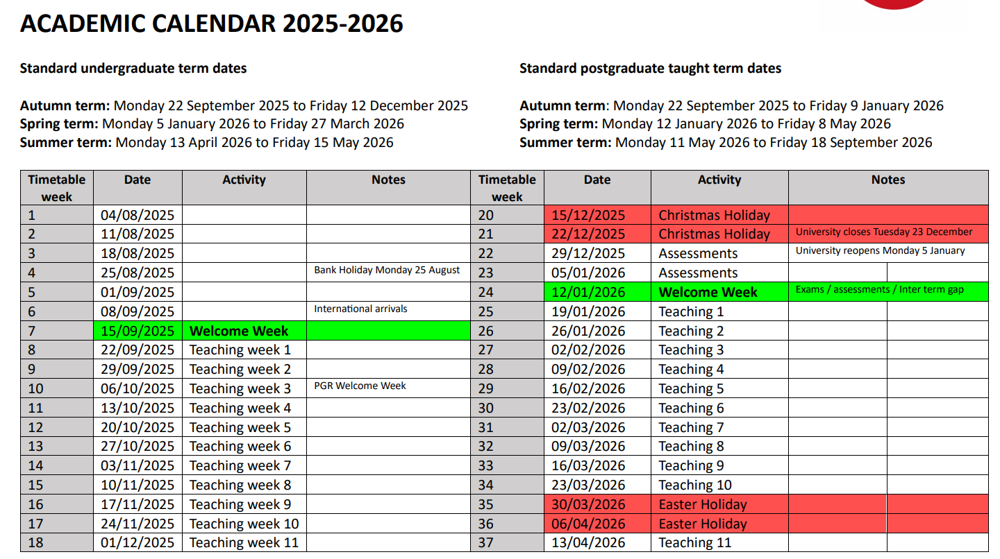 ACADEMIC CALENDAR 2025-2026
Standard undergraduate term dates
Autumn term: Monday 22 September 2025 to Friday 12 December 2025
Spring term: Monday 5 January 2026 to Friday 27 March 2026
Summer term: Monday 13 April 2026 to Friday 15 May 2026
Standard postgraduate taught term dates
Autumn term: Monday 22 September 2025 to Friday 9 January 2026
Spring term: Monday 12 January 2026 to Friday 8 May 2026
Summer term: Monday 11 May 2026 to Friday 18 September 2026
Timetable week Date Activity Notes
1 04/08/2025
2 11/08/2025
3 18/08/2025
4 25/08/2025 Bank Holiday Monday 25 August
5 01/09/2025
6 08/09/2025 International arrivals
7 15/09/2025 Welcome Week
8 22/09/2025 Teaching week 1
9 29/09/2025 Teaching week 2
10 06/10/2025 Teaching week 3 PGR Welcome Week
11 13/10/2025 Teaching week 4
12 20/10/2025 Teaching week 5
13 27/10/2025 Teaching week 6
14 03/11/2025 Teaching week 7
15 10/11/2025 Teaching week 8
16 17/11/2025 Teaching week 9
17 24/11/2025 Teaching week 10
18 01/12/2025 Teaching week 11
Timetable week Date Activity Notes
20 15/12/2025 Christmas Holiday
21 22/12/2025 Christmas Holiday University closes Tuesday 23 December
22 29/12/2025 Assessments University reopens Monday 5 January
23 05/01/2026 Assessments
24 12/01/2026 Welcome Week Exams / assessments / Inter term gap
25 19/01/2026 Teaching 1
26 26/01/2026 Teaching 2
27 02/02/2026 Teaching 3
28 09/02/2026 Teaching 4
29 16/02/2026 Teaching 5
30 23/02/2026 Teaching 6
31 02/03/2026 Teaching 7
32 09/03/2026 Teaching 8
33 16/03/2026 Teaching 9
34 23/03/2026 Teaching 10
35 30/03/2026 Easter Holiday
36 06/04/2026 Easter Holiday
37 13/04/2026 Teaching 11